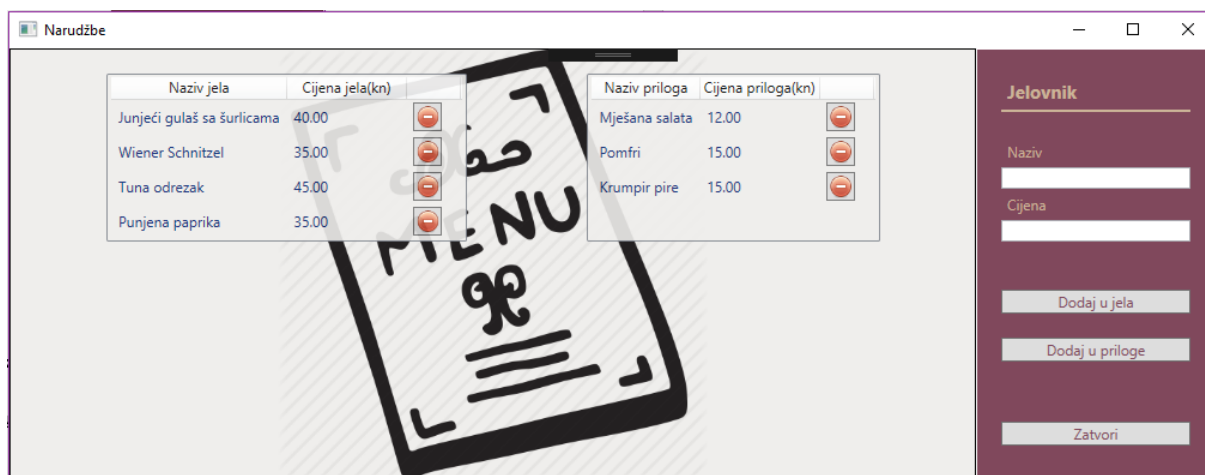 Narudžbe
Naziv jela Cijena jela(kn)
Junjeći gulaš sa šurlicama 40.00
Wiener Schnitzel 35.00
Tuna odrezak 45.00
Punjena paprika 35.00
Naziv priloga Cijena priloga(kn)
Mješana salata 12.00
Pomfri 15.00
Krumpir pire 15.00
MENU
Jelovnik
Naziv
Cijena
Dodaj u jela
Dodaj u priloge
Zatvori